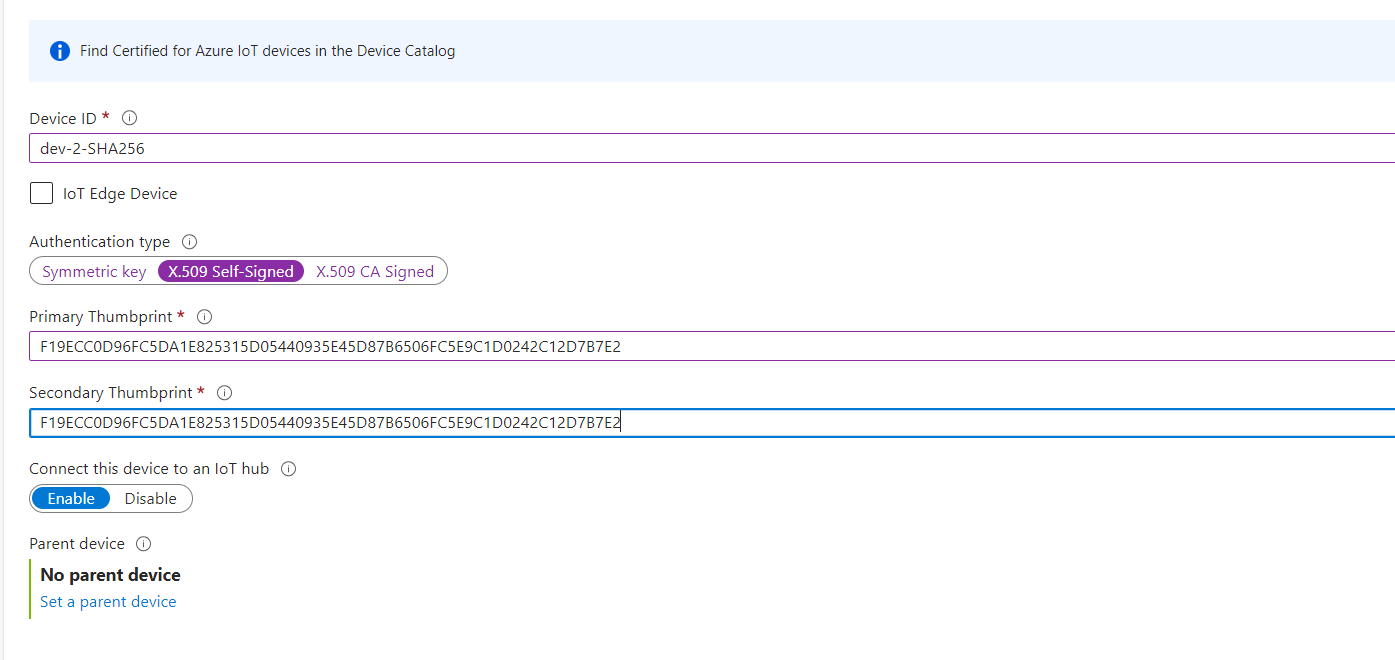 Find Certified for Azure IoT devices in the Device Catalog
Device ID *
dev-2-SHA256
IoT Edge Device
Authentication type
Symmetric key X.509 Self-Signed X.509 CA Signed
Primary Thumbprint *
F19ECC0D96FC5DA1E825315D05440935E45D87B6506FC5E9C1D0242C12D7B7E2
Secondary Thumbprint *
F19ECC0D96FC5DA1E825315D05440935E45D87B6506FC5E9C1D0242C12D7B7E2
Connect this device to an IoT hub
Enable Disable
Parent device
No parent device
Set a parent device